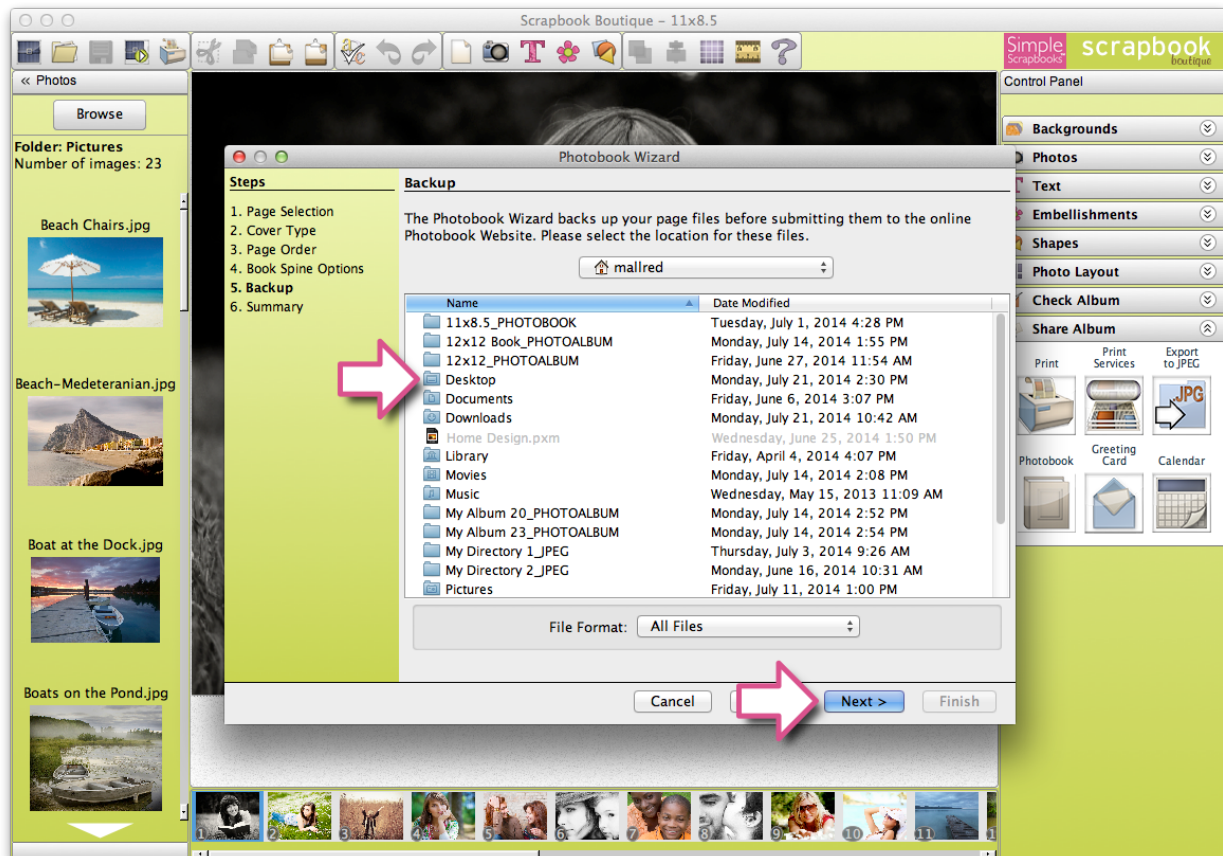 Scrapbook Boutique - 11x8.5
Simple
Scrapbooks
scrapbook
boutique
« Photos
Browse
Folder: Pictures
Number of images: 23
Beach Chairs.jpg
Beach-Medeteranian.jpg
Boat at the Dock.jpg
Boats on the Pond.jpg
Photobook Wizard
Steps
1. Page Selection
2. Cover Type
3. Page Order
4. Book Spine Options
5. Backup
6. Summary
Backup
The Photobook Wizard backs up your page files before submitting them to the online
Photobook Website. Please select the location for these files.
mallred
Name Date Modified
11x8.5_PHOTOBOOK Tuesday, July 1, 2014 4:28 PM
12x12 Book_PHOTOALBUM Monday, July 14, 2014 1:55 PM
12x12_PHOTOALBUM Friday, June 27, 2014 11:54 AM
Desktop Monday, July 21, 2014 2:30 PM
Documents Friday, June 6, 2014 3:07 PM
Downloads Monday, July 21, 2014 10:42 AM
Home Design.pxm Wednesday, June 25, 2014 1:50 PM
Library Friday, April 4, 2014 4:07 PM
Movies Monday, July 14, 2014 2:08 PM
Music Wednesday, May 15, 2013 11:09 AM
My Album 20_PHOTOALBUM Monday, July 14, 2014 2:52 PM
My Album 23_PHOTOALBUM Monday, July 14, 2014 2:54 PM
My Directory 1_JPEG Thursday, July 3, 2014 9:26 AM
My Directory 2_JPEG Monday, June 16, 2014 10:31 AM
Pictures Friday, July 11, 2014 1:00 PM
File Format: All Files
Cancel
Next >
Finish
Control Panel
Backgrounds
Photos
Text
Embellishments
Shapes
Photo Layout
Check Album
Share Album
Print
Print
Services
Export
to JPEG
JPG
Photobook
Greeting
Card
Calendar
1 2 3 4 5 6 7 8 9 10 11 1